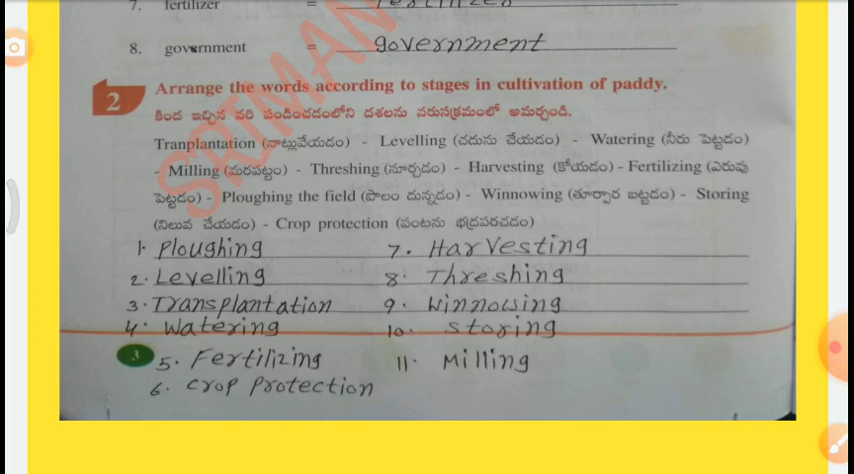 7. fertilizer = Fertilizer
8. government = government
2 Arrange the words according to stages in cultivation of paddy.
కింద ఇచ్చిన వరి పండించడంలోని దశలను వరుసక్రమంలో అమర్చండి.
Tranplantation (నాట్లువేయడం) - Levelling (చదును చేయడం) - Watering (నీరు పెట్టడం)
- Milling (మరపట్టం) - Threshing (నూర్చడం) - Harvesting (కోయడం) - Fertilizing (ఎరువు
పెట్టడం) - Ploughing the field (పొలం దున్నడం) - Winnowing (తూర్పార బట్టడం) - Storing
(నిలువ చేయడం) - Crop protection (పంటను భద్రపరచడం)
1. Ploughing 7. Harvesting
2. Levelling 8. Threshing
3. Transplantation 9. Winnowing
4. Watering 10. Storing
3 5. Fertilizing 11. Milling
6. Crop protection
SRIMAN